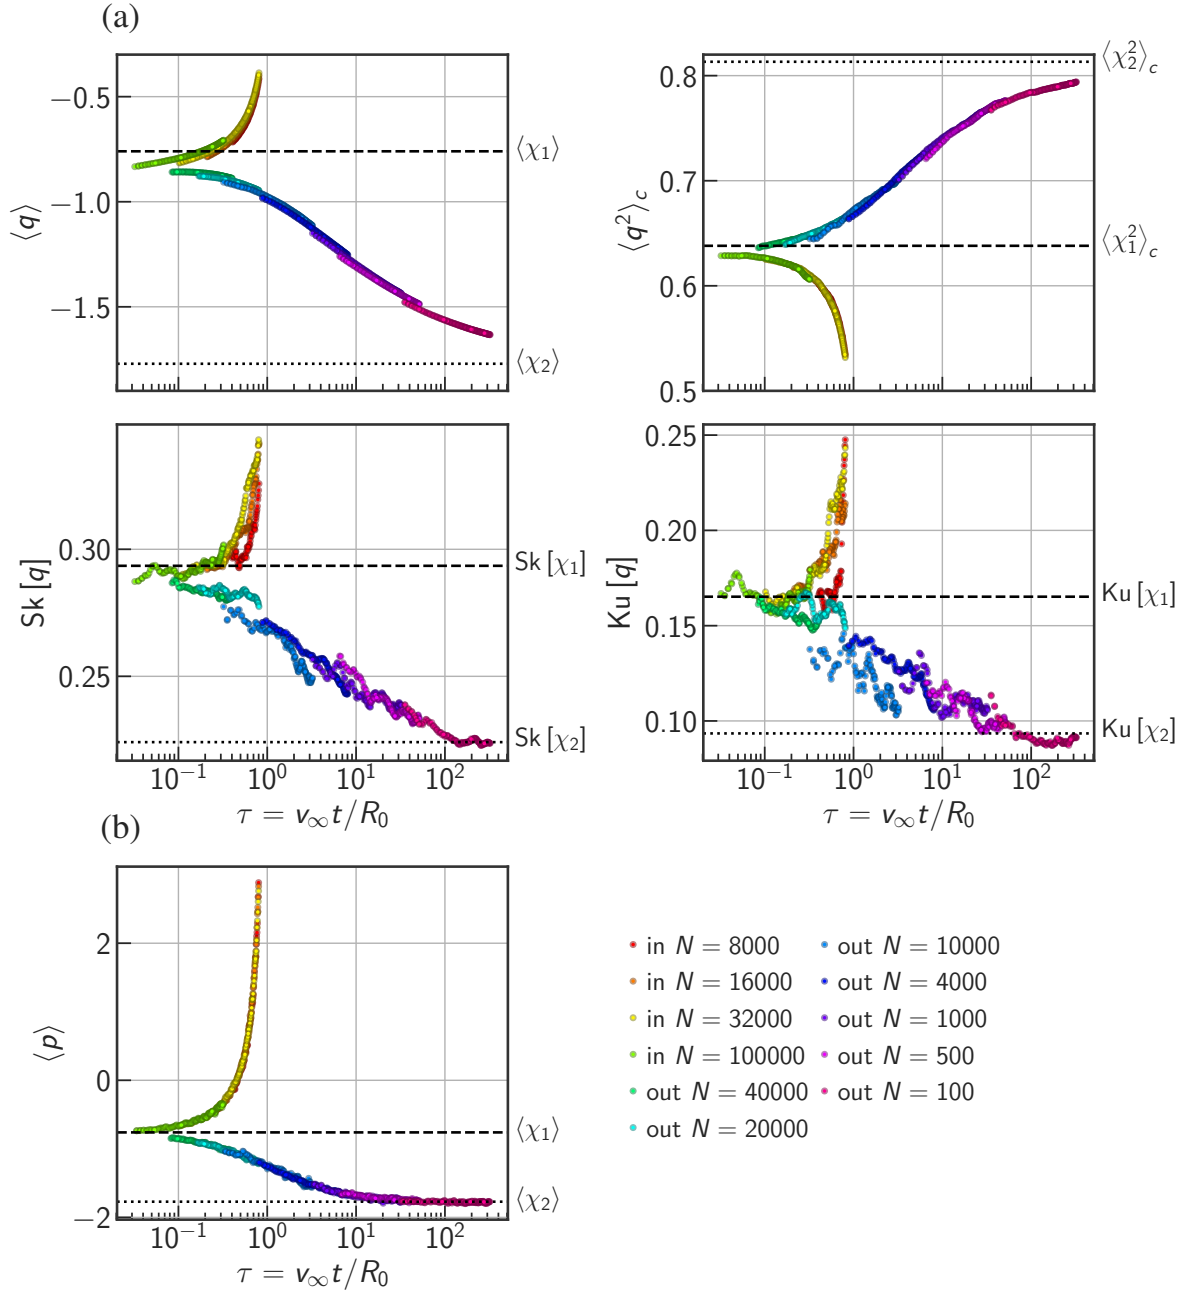 (a)
⟨q⟩
−0.5
−1.0
−1.5
⟨χ₁⟩
⟨χ₂⟩
⟨q²⟩_c
0.8
0.7
0.6
0.5
⟨χ₂²⟩_c
⟨χ₁²⟩_c
Sk [q]
0.30
0.25
Sk [χ₁]
Sk [χ₂]
10⁻¹ 10⁰ 10¹ 10²
τ = v∞t/R₀
Ku [q]
0.25
0.20
0.15
0.10
Ku [χ₁]
Ku [χ₂]
10⁻¹ 10⁰ 10¹ 10²
τ = v∞t/R₀
(b)
⟨p⟩
2
0
−2
⟨χ₁⟩
⟨χ₂⟩
10⁻¹ 10⁰ 10¹ 10²
τ = v∞t/R₀
in N = 8000
in N = 16000
in N = 32000
in N = 100000
out N = 40000
out N = 20000
out N = 10000
out N = 4000
out N = 1000
out N = 500
out N = 100